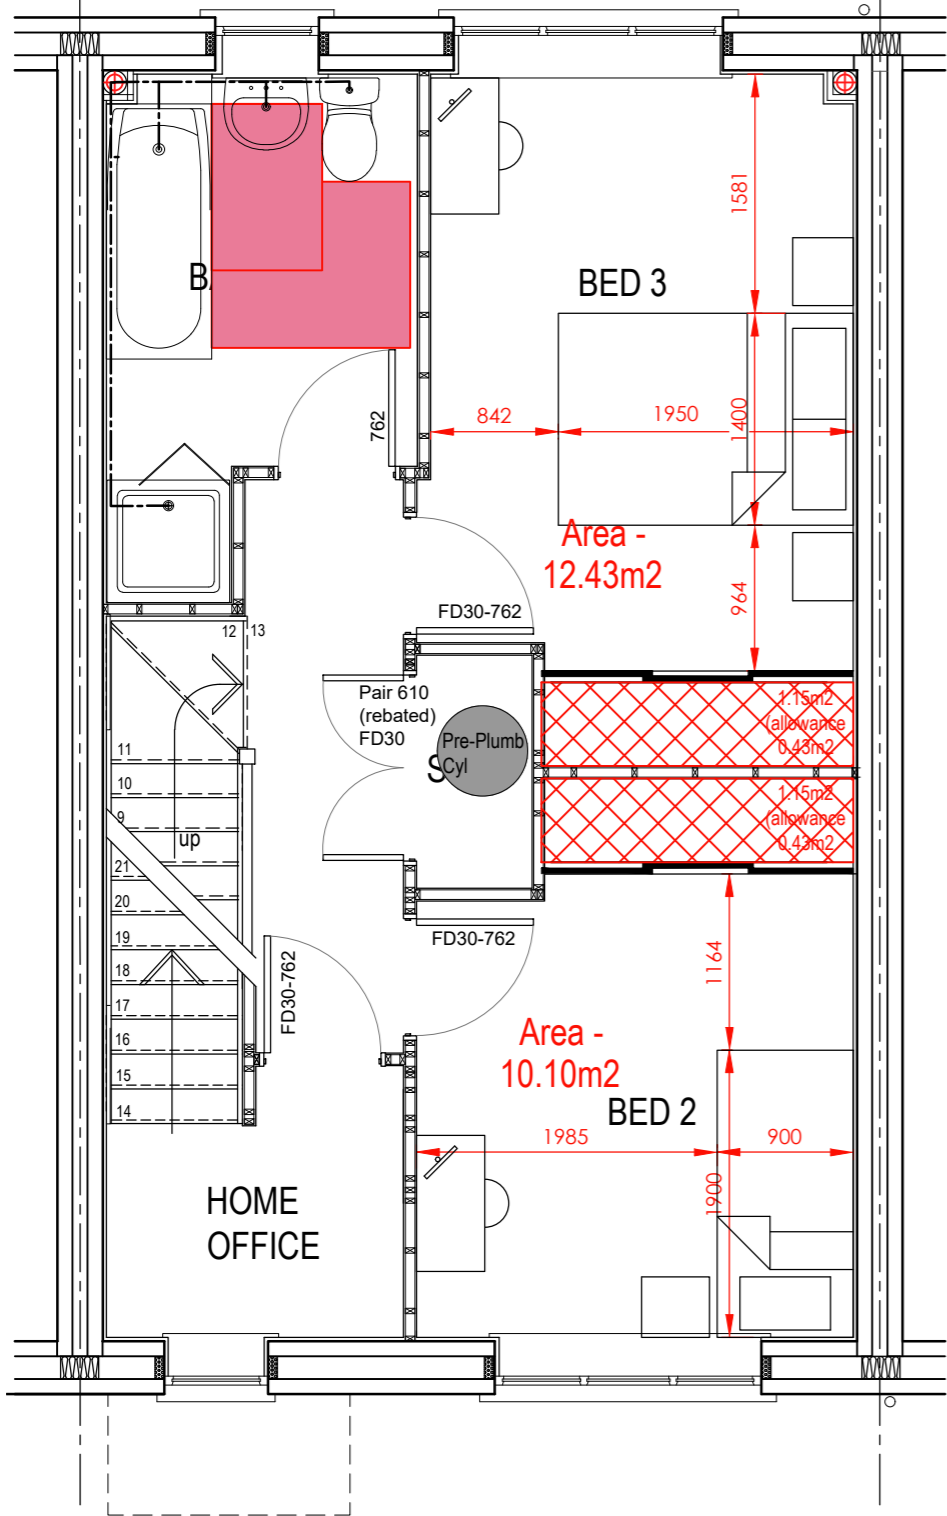 B
BED 3
1581
842
1950
1400
762
Area -
12.43m2
964
FD30-762
12
13
Pair 610
(rebated)
FD30
Pre-Plumb
Cyl
S
1.15m2
(allowance
0.43m2
1.15m2
(allowance
0.43m2
11
10
9
up
21
20
19
18
17
16
15
14
FD30-762
FD30-762
1164
Area -
10.10m2
BED 2
1985
900
1900
HOME
OFFICE